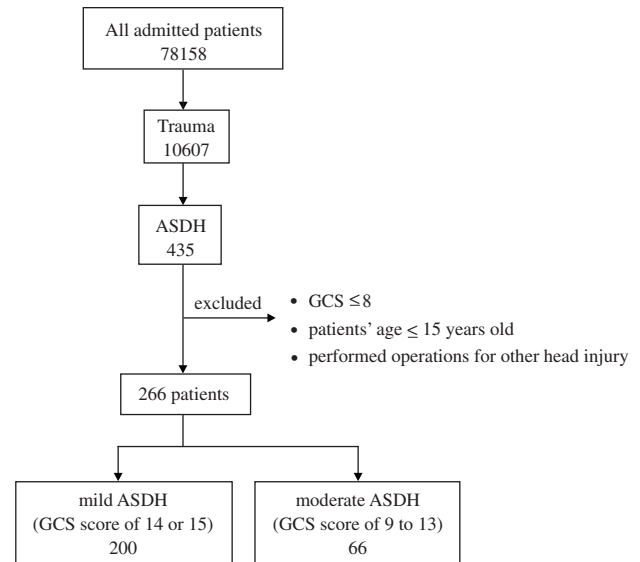 All admitted patients
78158
Trauma
10607
ASDH
435
excluded
• GCS ≤8
• patients' age ≤ 15 years old
• performed operations for other head injury
266 patients
mild ASDH
(GCS score of 14 or 15)
200
moderate ASDH
(GCS score of 9 to 13)
66